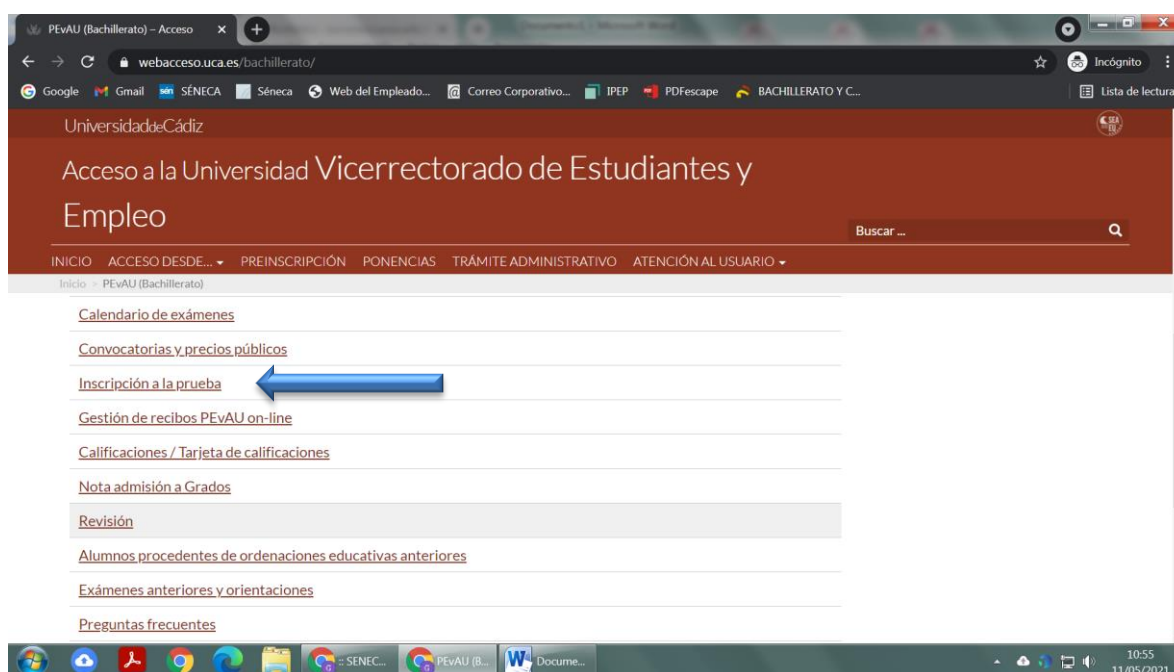 PEvAU (Bachillerato) – Acceso
webacceso.uca.es/bachillerato/
Incógnito
Google Gmail SÉNECA Séneca Web del Empleado... Correo Corporativo... IPEP PDFescape BACHILLERATO Y C... Lista de lectura
UniversidaddeCádiz
Acceso a la Universidad Vicerrectorado de Estudiantes y
Empleo
Buscar ...
INICIO ACCESO DESDE... PREINSCRIPCIÓN PONENCIAS TRÁMITE ADMINISTRATIVO ATENCIÓN AL USUARIO
Inicio » PEvAU (Bachillerato)
Calendario de exámenes
Convocatorias y precios públicos
Inscripción a la prueba
Gestión de recibos PEvAU on-line
Calificaciones / Tarjeta de calificaciones
Nota admisión a Grados
Revisión
Alumnos procedentes de ordenaciones educativas anteriores
Exámenes anteriores y orientaciones
Preguntas frecuentes
:: SENEC... PEvAU (B... Docume...
10:55
11/05/2021